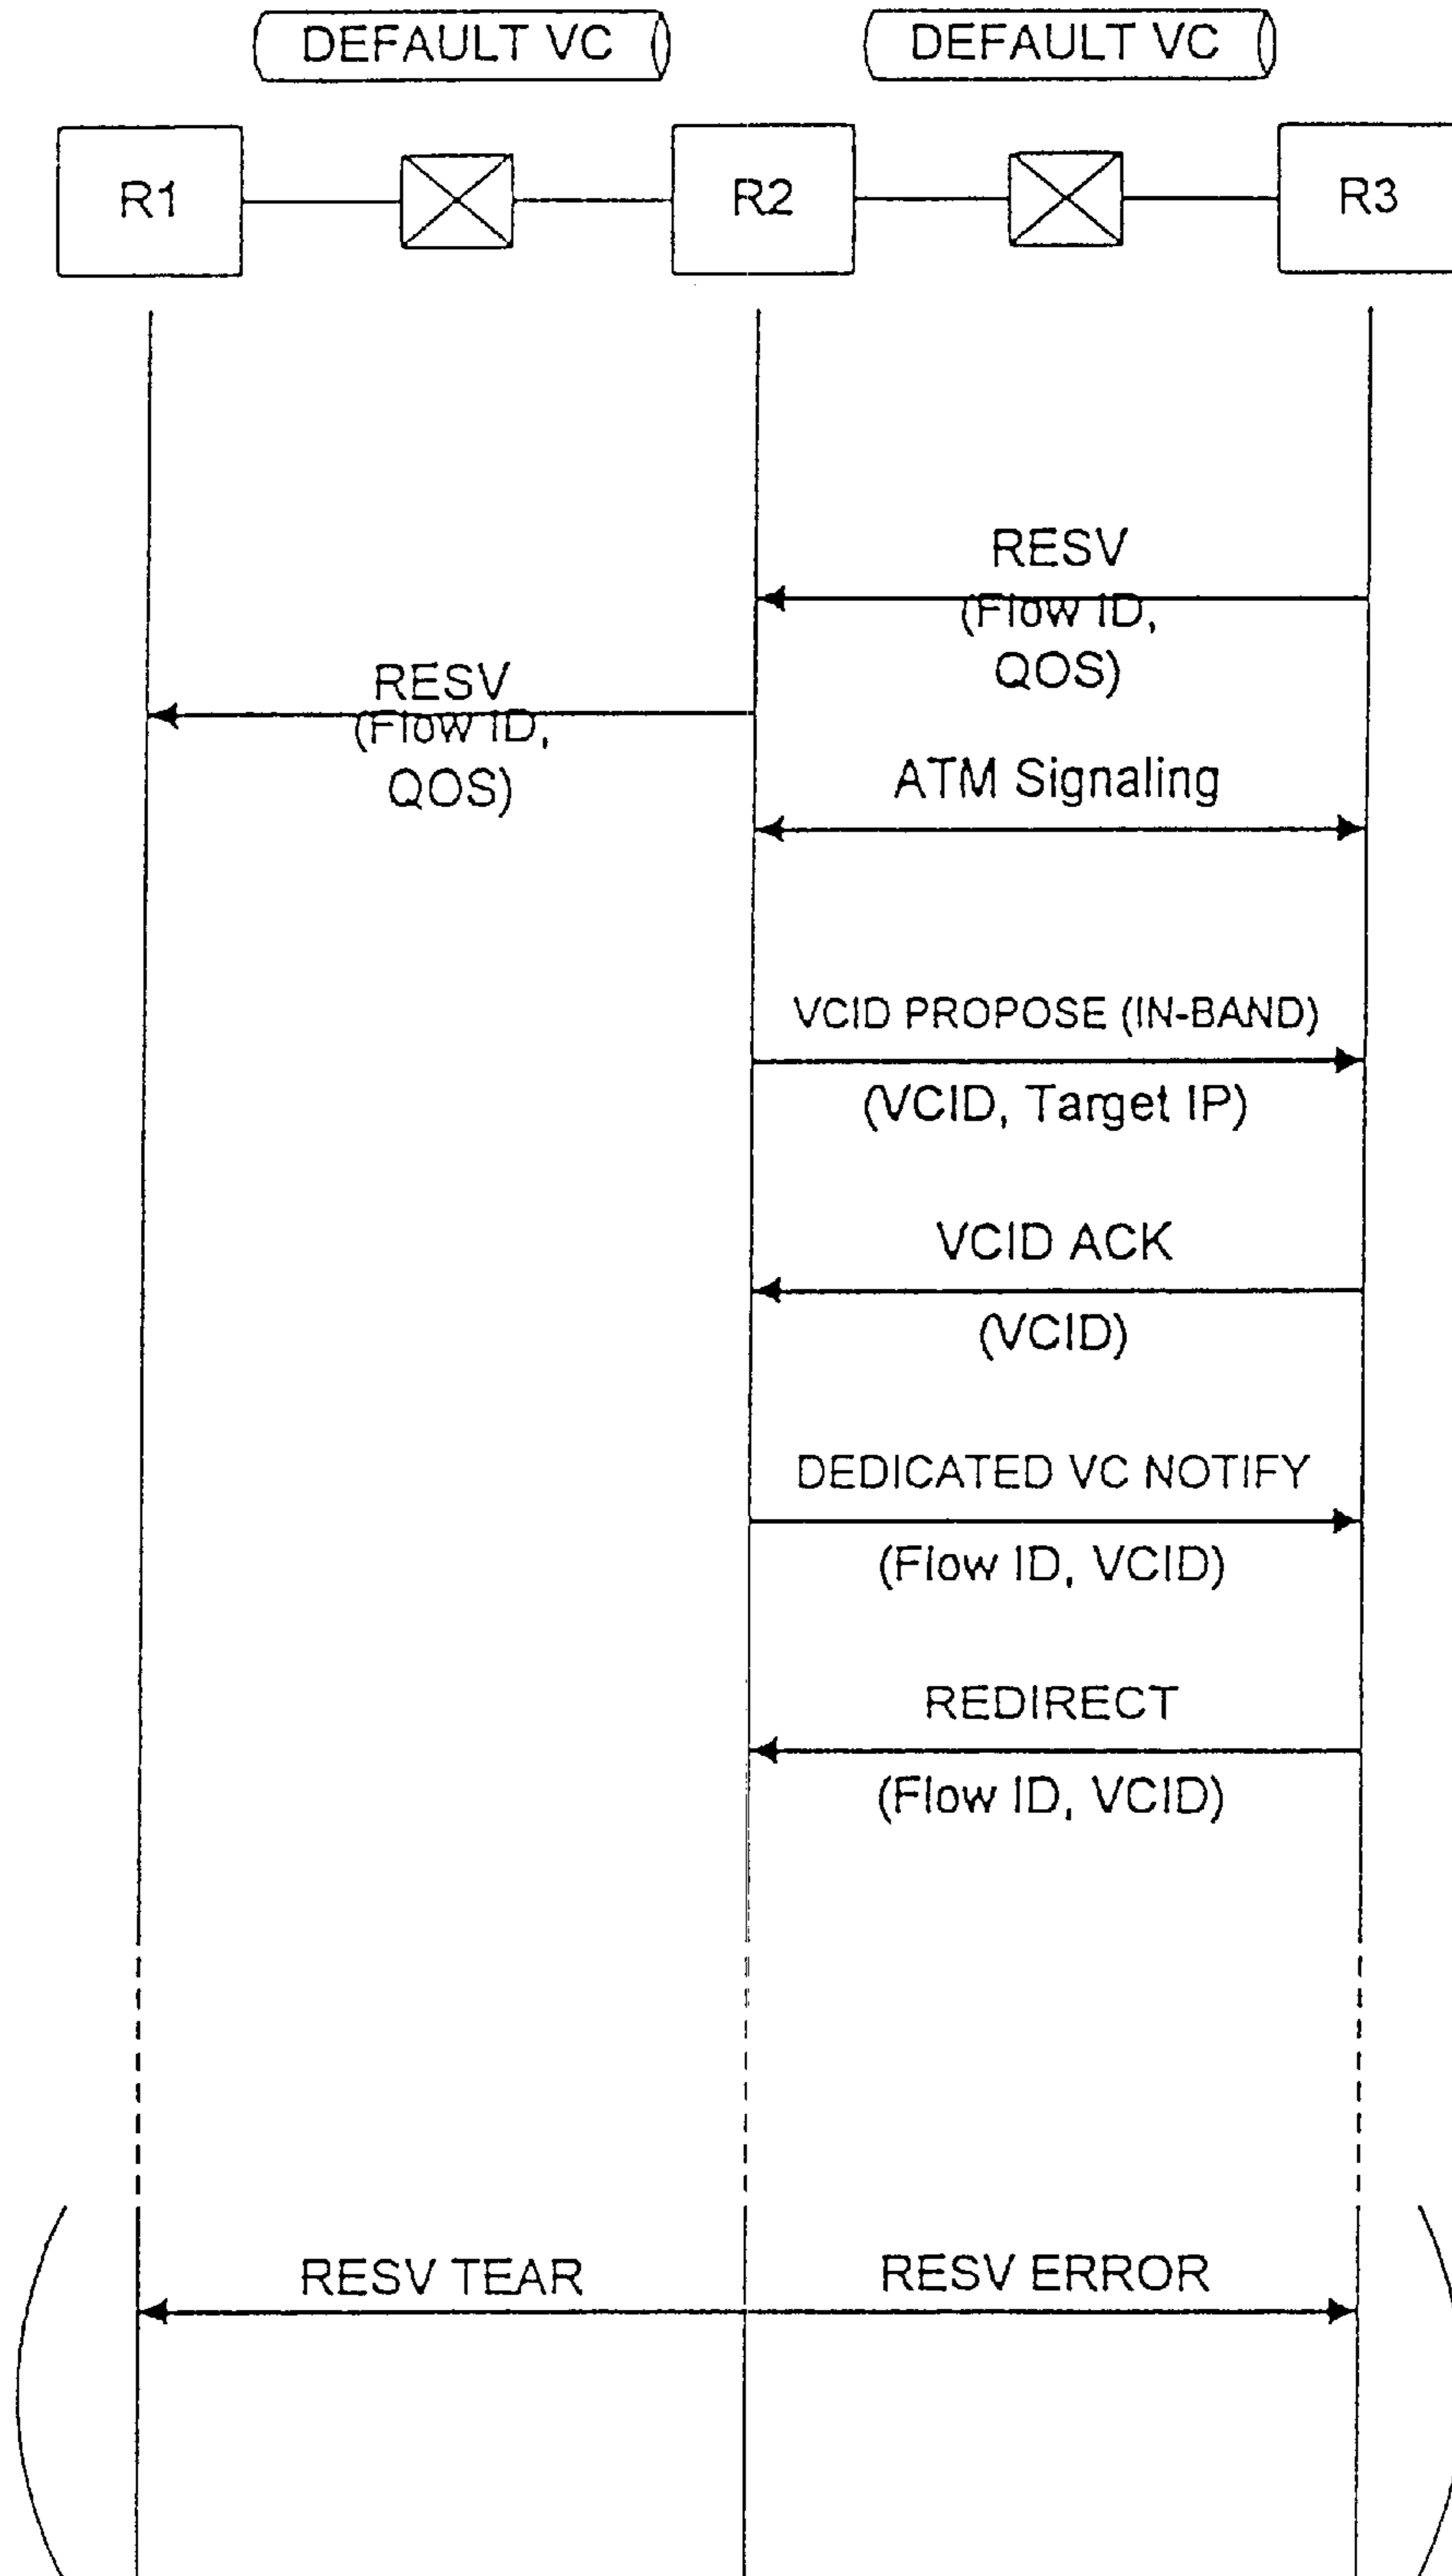 DEFAULT VC
DEFAULT VC
R1
R2
R3
RESV
(Flow ID,
QOS)
RESV
(Flow ID,
QOS)
ATM Signaling
VCID PROPOSE (IN-BAND)
(VCID, Target IP)
VCID ACK
(VCID)
DEDICATED VC NOTIFY
(Flow ID, VCID)
REDIRECT
(Flow ID, VCID)
RESV TEAR
RESV ERROR